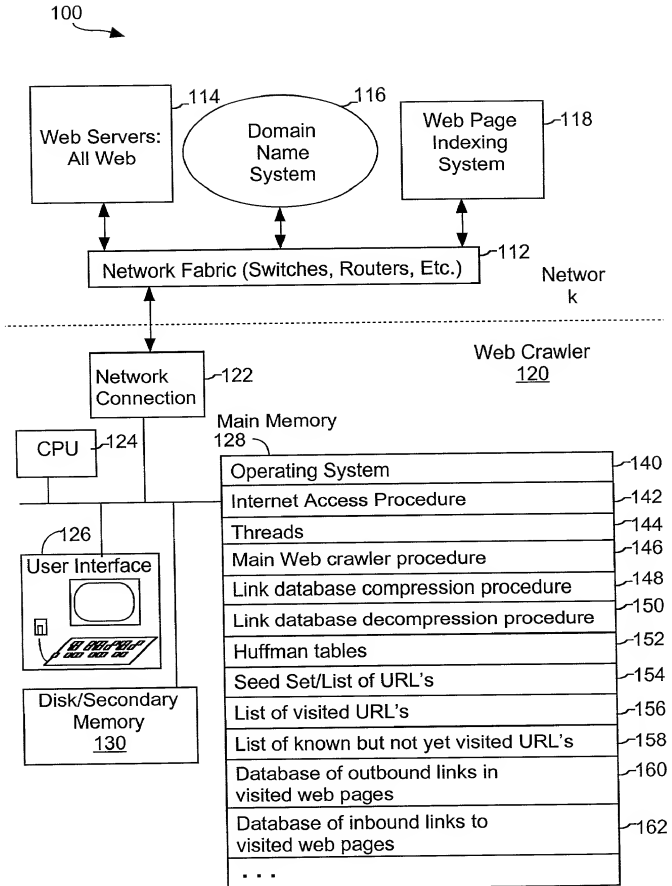 100
114
116
118
Web Servers:
All Web
Domain
Name
System
Web Page
Indexing
System
Network Fabric (Switches, Routers, Etc.)
112
Networ
k
Network
Connection
122
Web Crawler
120
CPU
124
Main Memory
128
Operating System
140
Internet Access Procedure
142
Threads
144
Main Web crawler procedure
146
Link database compression procedure
148
Link database decompression procedure
150
Huffman tables
152
Seed Set/List of URL's
154
List of visited URL's
156
List of known but not yet visited URL's
158
Database of outbound links in
visited web pages
160
Database of inbound links to
visited web pages
162
. . .
126
User Interface
Disk/Secondary
Memory
130